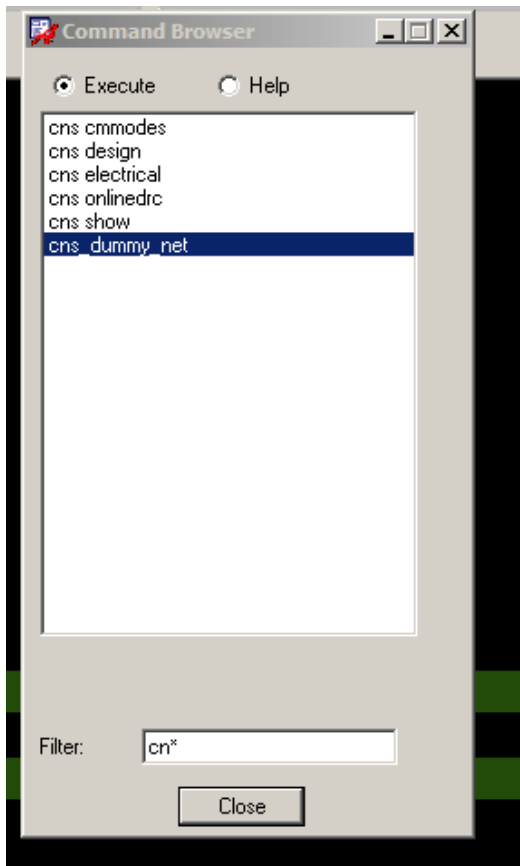 Command Browser
Execute Help
cns cmmodes
cns design
cns electrical
cns onlinedrc
cns show
cns_dummy_net
Filter: cn*
Close